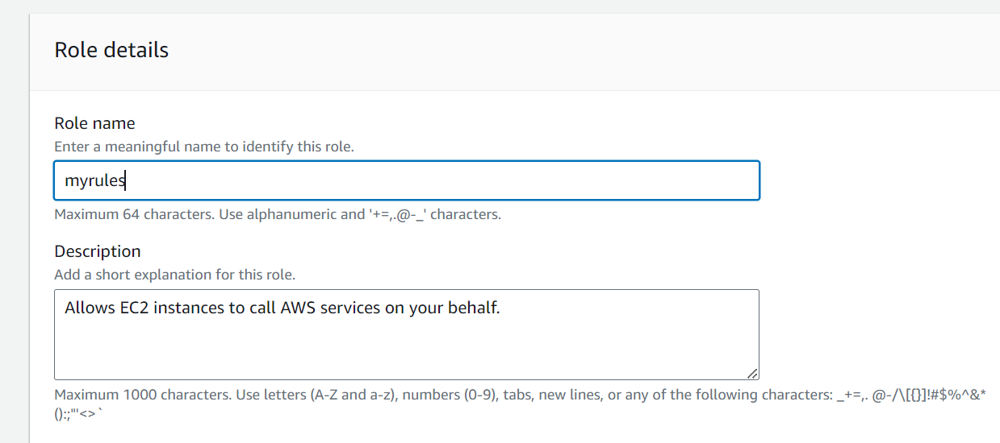 Role details
Role name
Enter a meaningful name to identify this role.
myrules
Maximum 64 characters. Use alphanumeric and '+=,.@-_' characters.
Description
Add a short explanation for this role.
Allows EC2 instances to call AWS services on your behalf.
Maximum 1000 characters. Use letters (A-Z and a-z), numbers (0-9), tabs, new lines, or any of the following characters: _+=,. @-/\[{}]!#$%^&*
():;"'<>`